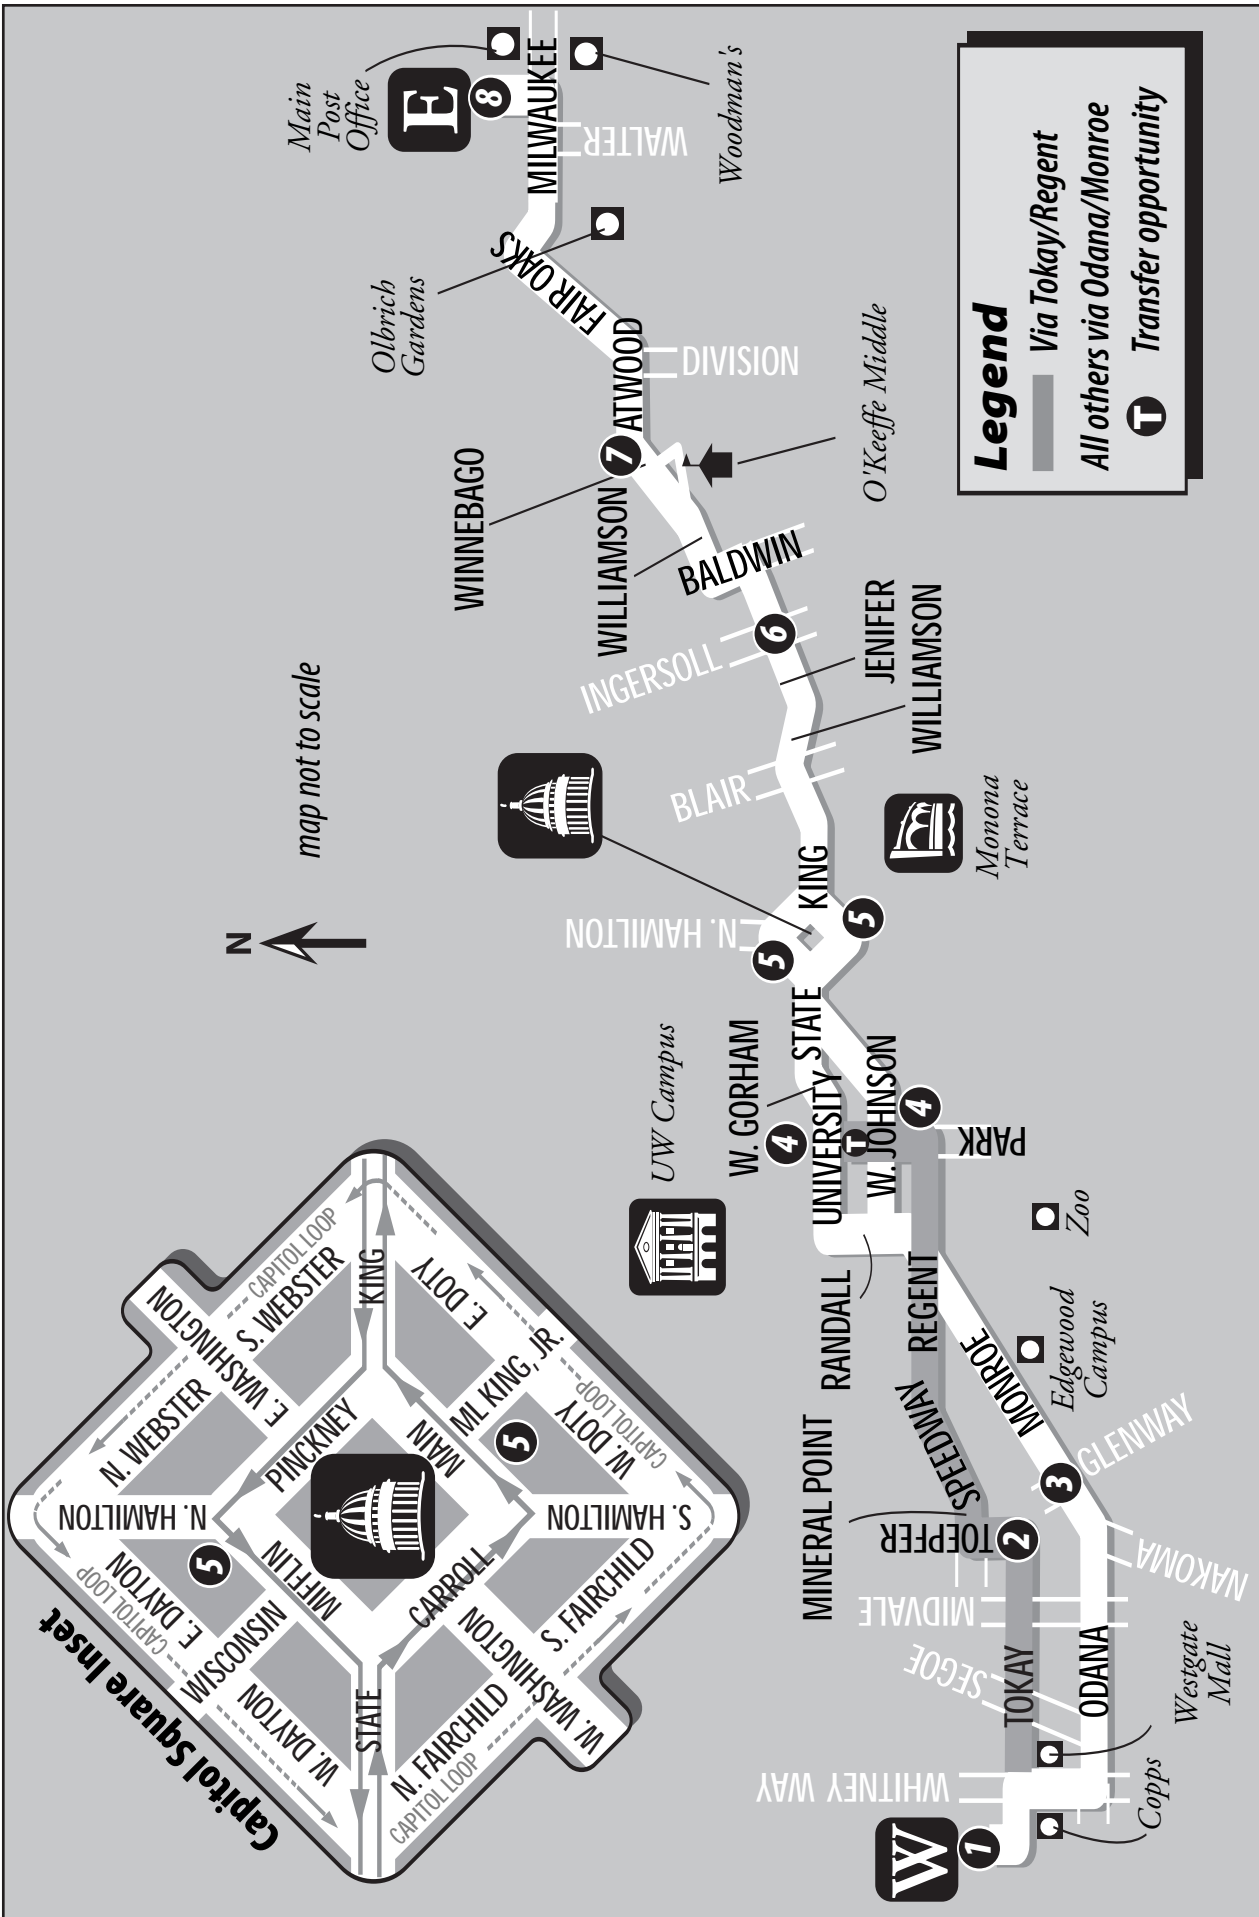 Capitol Square Inset
CAPITOL LOOP
N. HAMILTON
N. WEBSTER
E. WASHINGTON
S. WEBSTER
CAPITOL LOOP
E. DAYTON
5
MIFFLIN
PINCKNEY
KING
WISCONSIN
W. DAYTON
STATE
CARROLL
MAIN
E. DOTY
ML KING, JR.
5
W. DOTY
CAPITOL LOOP
N. FAIRCHILD
CAPITOL LOOP
W. WASHINGTON
S. FAIRCHILD
S. HAMILTON
N
map not to scale
Main
Post
Office
E
8
MILWAUKEE
WALTER
Woodman's
Olbrich
Gardens
FAIR OAKS
ATWOOD
DIVISION
WINNEBAGO
7
WILLIAMSON
O'Keeffe Middle
BALDWIN
INGERSOLL
6
JENIFER
WILLIAMSON
BLAIR
Monona
Terrace
KING
N. HAMILTON
5
5
STATE
UW Campus
W. GORHAM
4
UNIVERSITY
T
W. JOHNSON
4
PARK
Zoo
RANDALL
REGENT
MONROE
Edgewood
Campus
MINERAL POINT
SPEEDWAY
GLENWAY
3
TOEPFER
2
NAKOMA
MIDVALE
SEGOE
TOKAY
ODANA
Westgate
Mall
WHITNEY WAY
W
1
Copps
Legend
Via Tokay/Regent
All others via Odana/Monroe
T Transfer opportunity